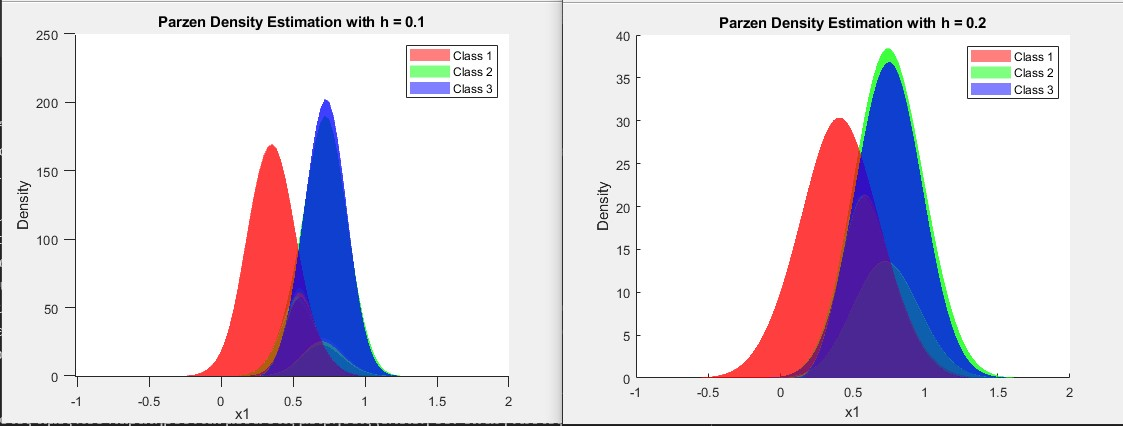 Parzen Density Estimation with h = 0.1
250
200
150
100
50
0
Density
-1
-0.5
0
0.5
1
1.5
2
x1
Class 1
Class 2
Class 3
Parzen Density Estimation with h = 0.2
40
35
30
25
20
15
10
5
0
Density
-1
-0.5
0
0.5
1
1.5
2
x1
Class 1
Class 2
Class 3